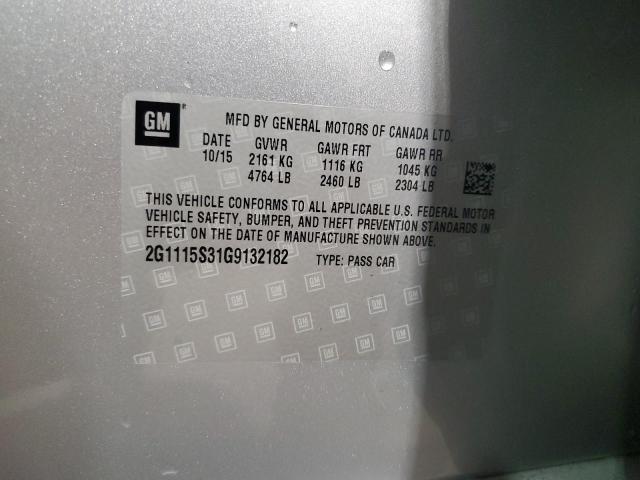 GM ®
MFD BY GENERAL MOTORS OF CANADA LTD.
DATE GVWR GAWR FRT GAWR RR
10/15 2161 KG 1116 KG 1045 KG
4764 LB 2460 LB 2304 LB
THIS VEHICLE CONFORMS TO ALL APPLICABLE U.S. FEDERAL MOTOR
VEHICLE SAFETY, BUMPER, AND THEFT PREVENTION STANDARDS IN
EFFECT ON THE DATE OF MANUFACTURE SHOWN ABOVE.
2G1115S31G9132182 TYPE: PASS CAR